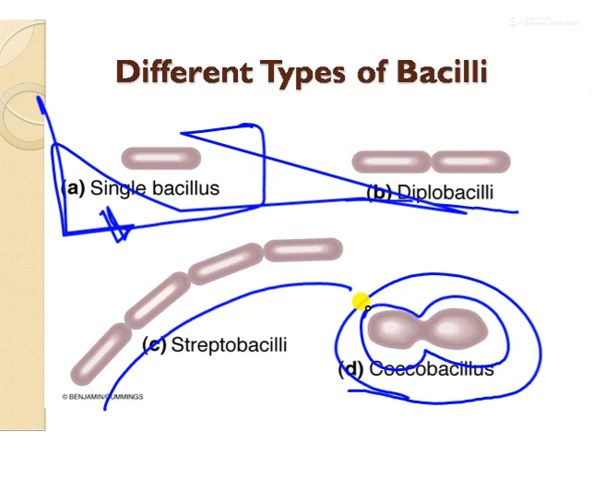 Different Types of Bacilli
(a) Single bacillus
(b) Diplobacilli
(c) Streptobacilli
(d) Coccobacillus
© BENJAMIN/CUMMINGS